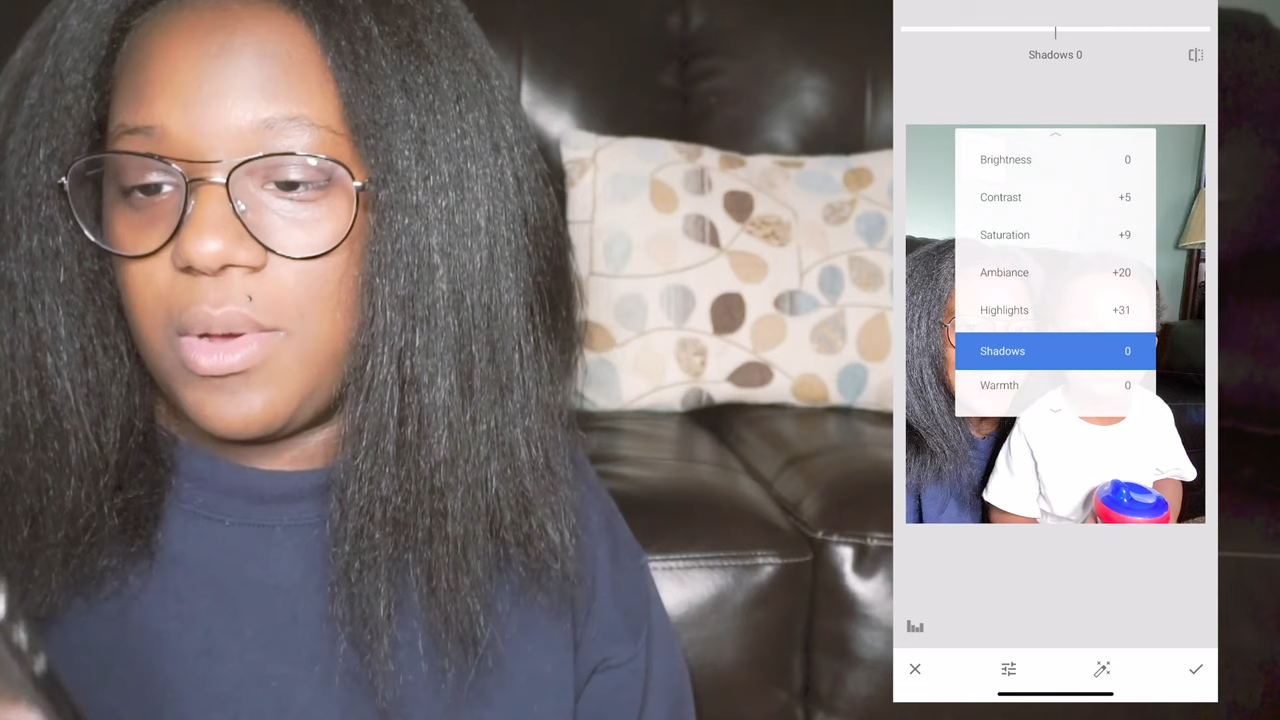 Shadows 0
Brightness 0
Contrast +5
Saturation +9
Ambiance +20
Highlights +31
Shadows 0
Warmth 0